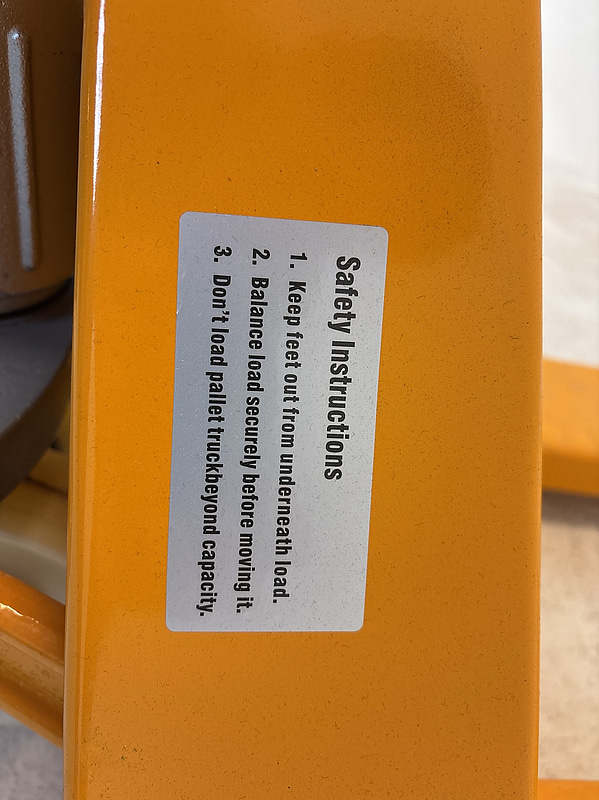 Safety Instructions
1. Keep feet out from underneath load.
2. Balance load securely before moving it.
3. Don't load pallet truckbeyond capacity.